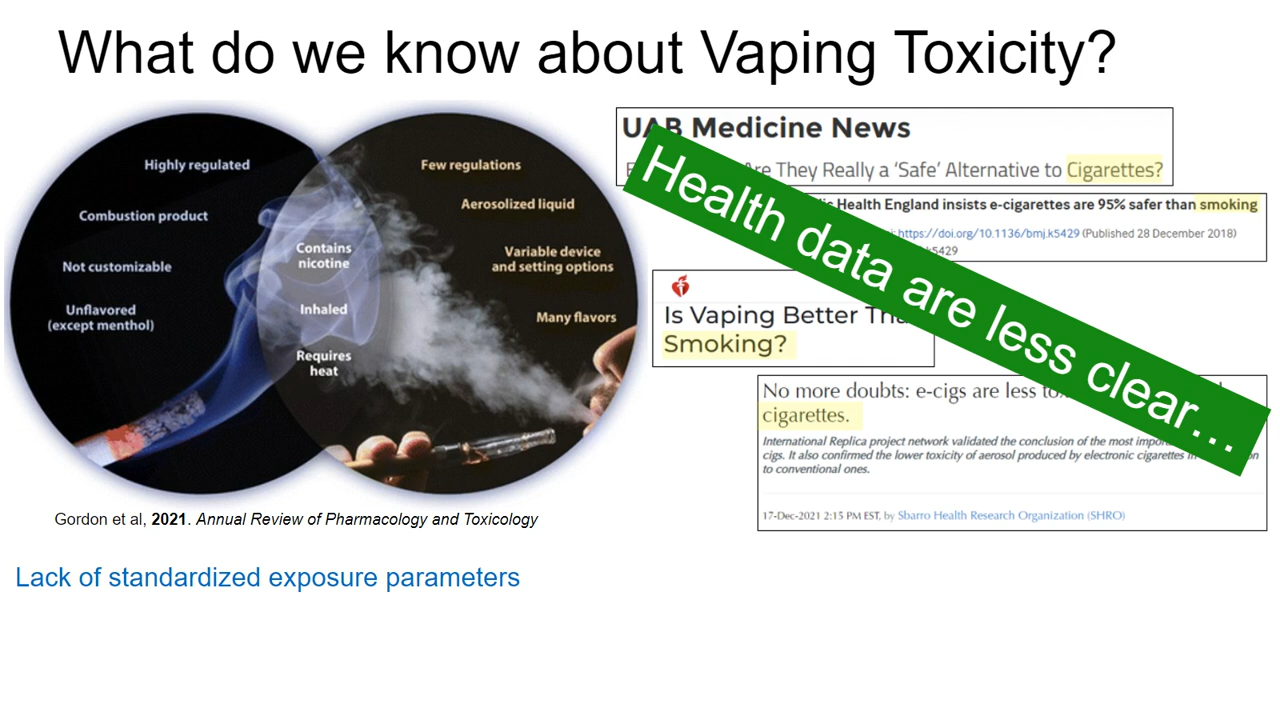 What do we know about Vaping Toxicity?
Highly regulated
Combustion product
Not customizable
Unflavored
(except menthol)
Contains
nicotine
Inhaled
Requires
heat
Few regulations
Aerosolized liquid
Variable device
and setting options
Many flavors
Gordon et al, 2021. Annual Review of Pharmacology and Toxicology
Lack of standardized exposure parameters
UAB Medicine News
Are They Really a ‘Safe’ Alternative to Cigarettes?
Health England insists e-cigarettes are 95% safer than smoking
https://doi.org/10.1136/bmj.k5429 (Published 28 December 2018)
k5429
Is Vaping Better
Smoking?
No more doubts: e-cigs are less
cigarettes.
International Replica project network validated the conclusion of the most
cigs. It also confirmed the lower toxicity of aerosol produced by electronic cigarettes
to conventional ones.
17-Dec-2021 2:15 PM EST, by Sbarro Health Research Organization (SHRO)
Health data are less clear…